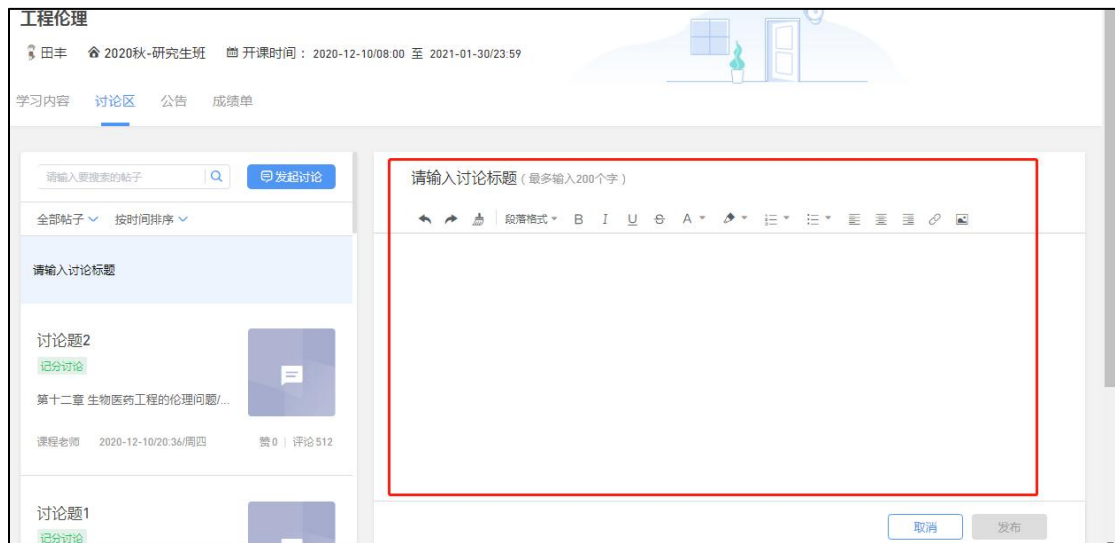 工程伦理
田丰 2020秋-研究生班 开课时间： 2020-12-10/08:00 至 2021-01-30/23:59
学习内容 讨论区 公告 成绩单
请输入要搜索的帖子 发起讨论
全部帖子 按时间排序
请输入讨论标题
讨论题2
记分讨论
第十二章 生物医药工程的伦理问题/...
课程老师 2020-12-10/20:36/周四 赞0 | 评论512
讨论题1
记分讨论
请输入讨论标题（最多输入200个字）
段落格式 B I U S A
取消 发布